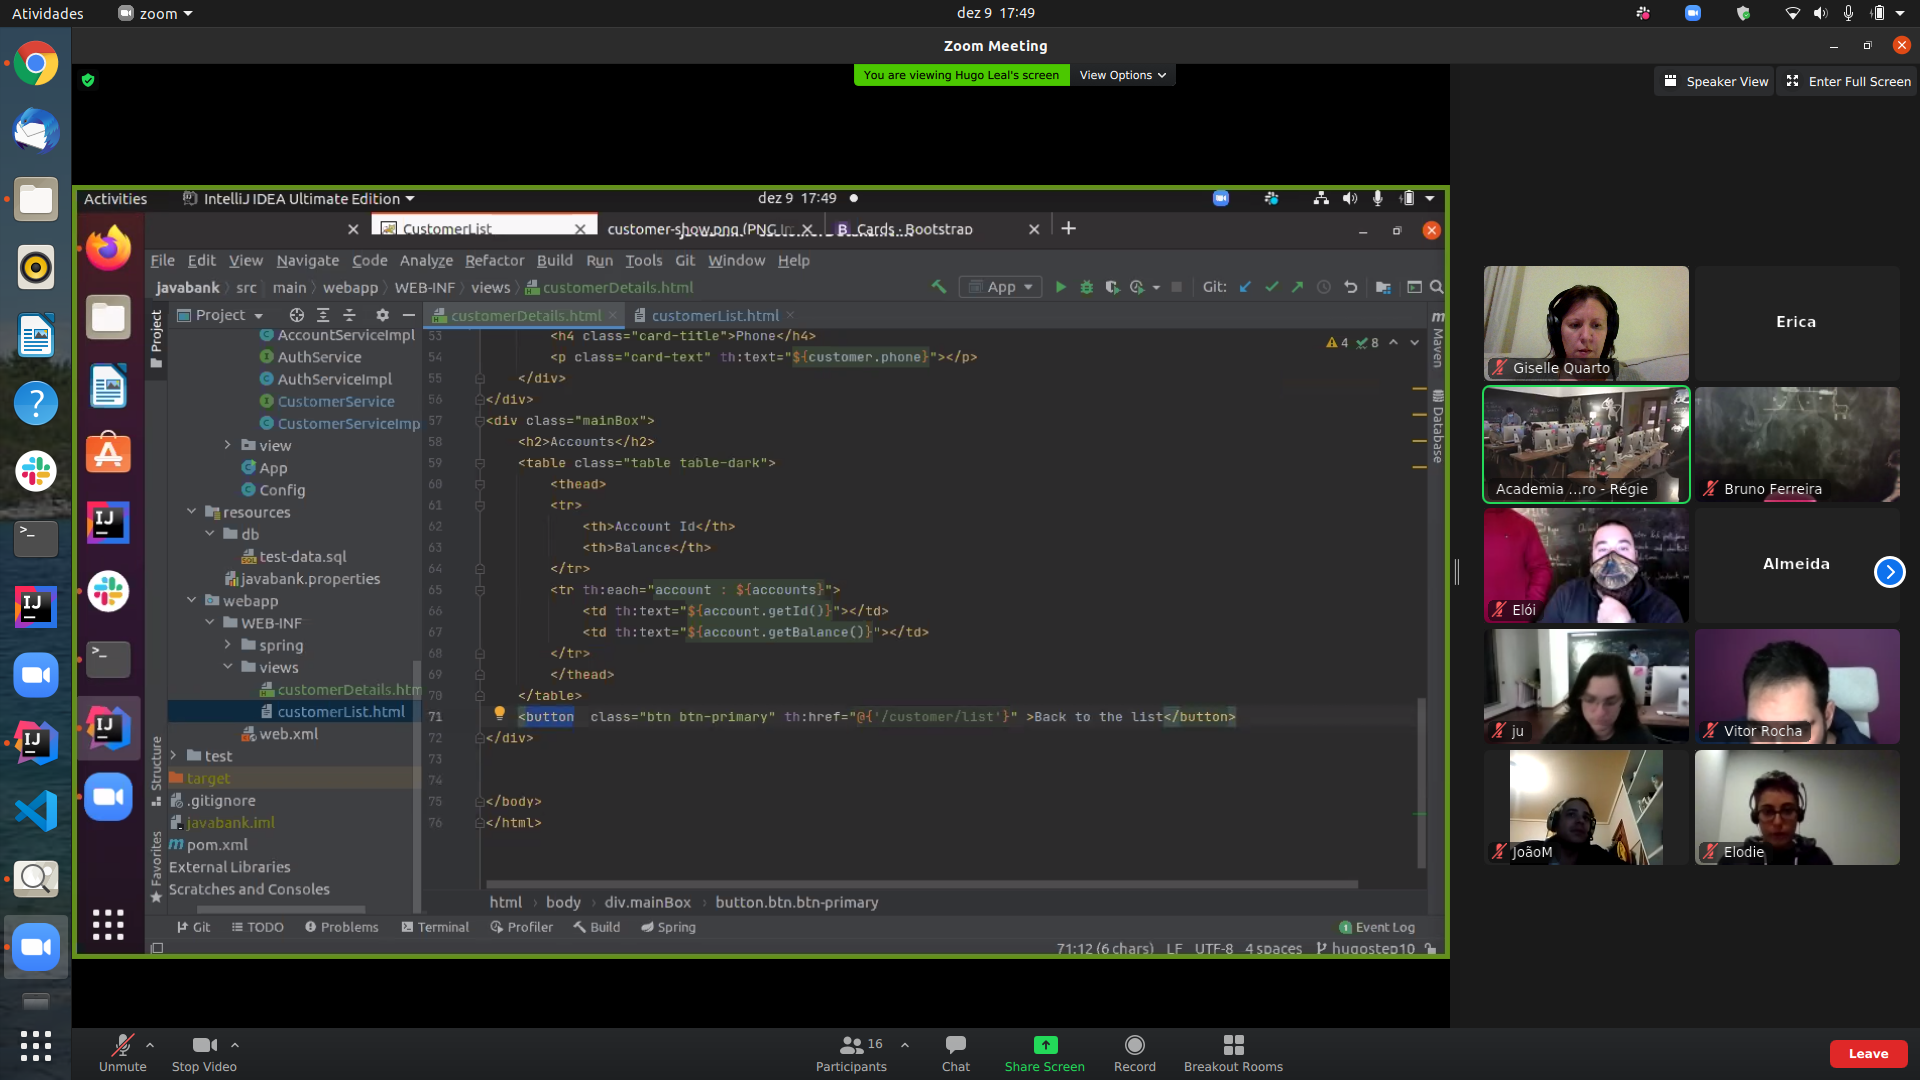 Atividades
zoom
dez 9 17:49
Zoom Meeting
You are viewing Hugo Leal's screen
View Options
Speaker View
Enter Full Screen
Activities
IntelliJ IDEA Ultimate Edition
dez 9 17:49
CustomerList
customer-show.png (PNG Im
Cards · Bootstrap
File Edit View Navigate Code Analyze Refactor Build Run Tools Git Window Help
javabank src main webapp WEB-INF views customerDetails.html
App
Git:
Project
customerDetails.html
customerList.html
Project
Structure
Favorites
Maven
Database
4 8
AccountServiceImpl
AuthService
AuthServiceImpl
CustomerService
CustomerServiceImp
view
App
Config
resources
db
test-data.sql
javabank.properties
webapp
WEB-INF
spring
views
customerDetails.htm
customerList.html
web.xml
test
target
.gitignore
javabank.iml
pom.xml
External Libraries
Scratches and Consoles
53 <h4 class="card-title">Phone</h4>
54 <p class="card-text" th:text="${customer.phone}"></p>
55 </div>
56 </div>
57 <div class="mainBox">
58 <h2>Accounts</h2>
59 <table class="table table-dark">
60 <thead>
61 <tr>
62 <th>Account Id</th>
63 <th>Balance</th>
64 </tr>
65 <tr th:each="account : ${accounts}">
66 <td th:text="${account.getId()}"></td>
67 <td th:text="${account.getBalance()}"></td>
68 </tr>
69 </thead>
70 </table>
71 <button class="btn btn-primary" th:href="@{'/customer/list'}" >Back to the list</button>
72 </div>
73
74
75 </body>
76 </html>
html body div.mainBox button.btn.btn-primary
Git TODO Problems Terminal Profiler Build Spring
1 Event Log
71:12 (6 chars) LF UTF-8 4 spaces hugostep10
Giselle Quarto
Erica
Academia ...ro - Régie
Bruno Ferreira
Elói
Almeida
ju
Vitor Rocha
JoãoM
Elodie
Unmute
Stop Video
Participants
16
Chat
Share Screen
Record
Breakout Rooms
Leave